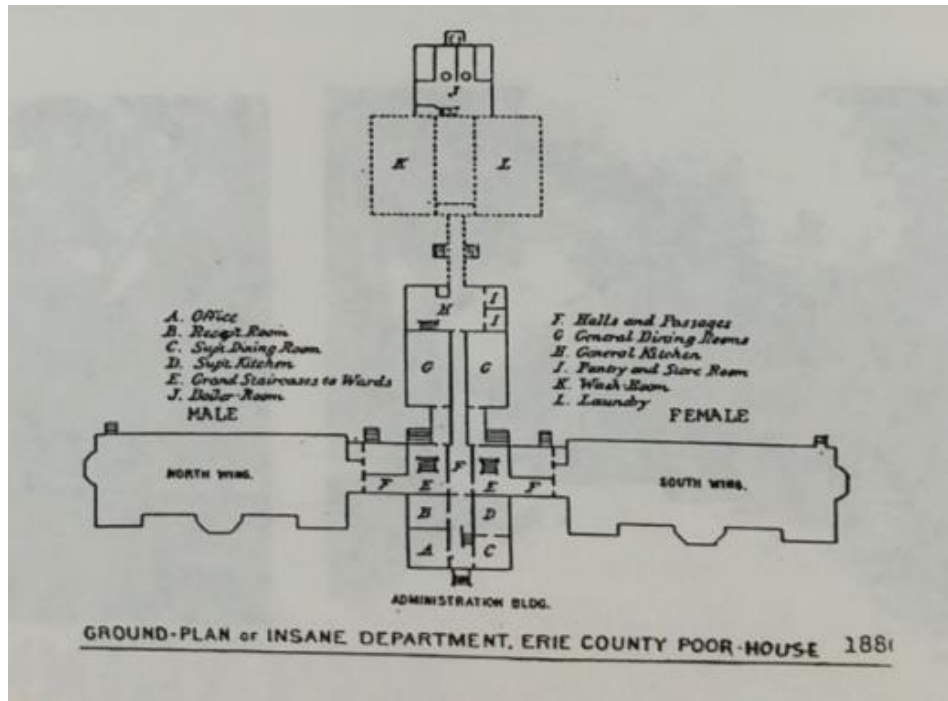 J
K
L
H
I
I
G
G
A. Office
B. Recept Room
C. Sup't Dining Room
D. Sup't Kitchen
E. Grand Staircases to Wards
J. Boiler-Room
MALE
F. Halls and Passages
G General Dining Rooms
H. General Kitchen
I. Pantry and Store Room
K. Wash-Room
L. Laundry
FEMALE
NORTH WING.
F
E
F
E
F
SOUTH WING.
B
D
A
C
ADMINISTRATION BLDG.
GROUND-PLAN OF INSANE DEPARTMENT, ERIE COUNTY POOR-HOUSE